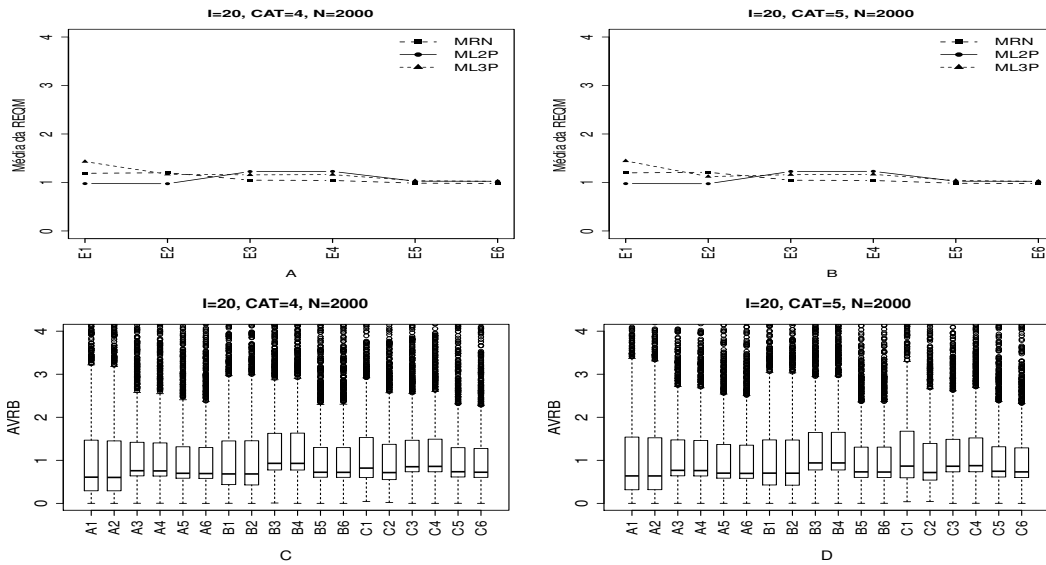 I=20, CAT=4, N=2000
Média da REQM
4
3
2
1
0
MRN
ML2P
ML3P
E1 E2 E3 E4 E5 E6
A
I=20, CAT=5, N=2000
Média da REQM
4
3
2
1
0
MRN
ML2P
ML3P
E1 E2 E3 E4 E5 E6
B
I=20, CAT=4, N=2000
AVRB
4
3
2
1
0
A1 A2 A3 A4 A5 A6 B1 B2 B3 B4 B5 B6 C1 C2 C3 C4 C5 C6
C
I=20, CAT=5, N=2000
AVRB
4
3
2
1
0
A1 A2 A3 A4 A5 A6 B1 B2 B3 B4 B5 B6 C1 C2 C3 C4 C5 C6
D